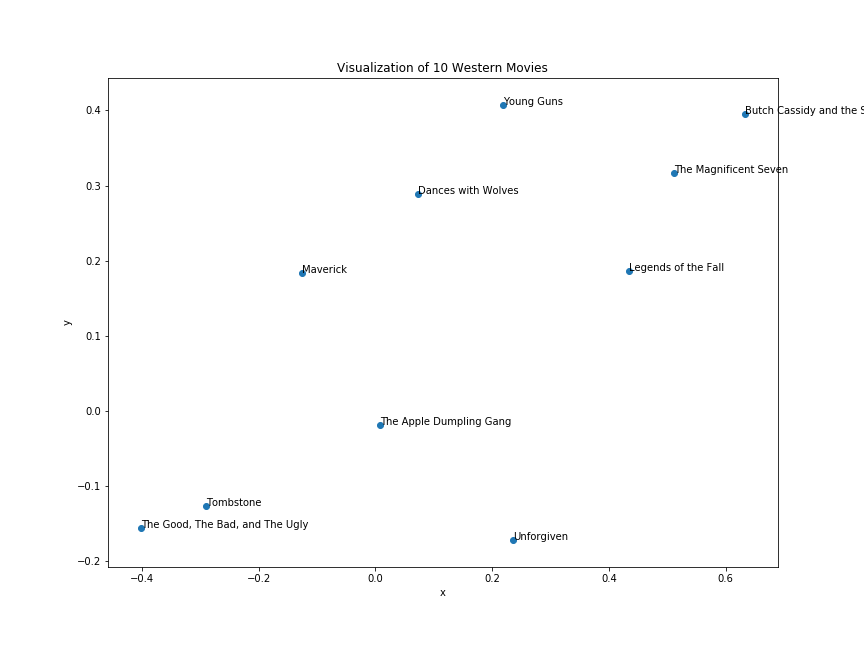 Visualization of 10 Western Movies
Young Guns
Butch Cassidy and the S
The Magnificent Seven
Dances with Wolves
Maverick
Legends of the Fall
The Apple Dumpling Gang
Tombstone
The Good, The Bad, and The Ugly
Unforgiven
y
0.4
0.3
0.2
0.1
0.0
−0.1
−0.2
−0.4
−0.2
0.0
0.2
0.4
0.6
x